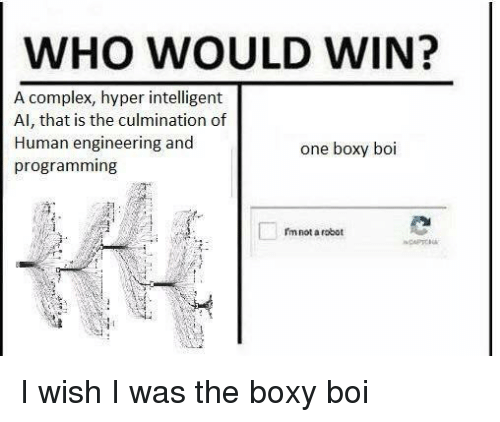 WHO WOULD WIN?
A complex, hyper intelligent
AI, that is the culmination of
Human engineering and
programming
one boxy boi
I'm not a robot
reCAPTCHA
I wish I was the boxy boi